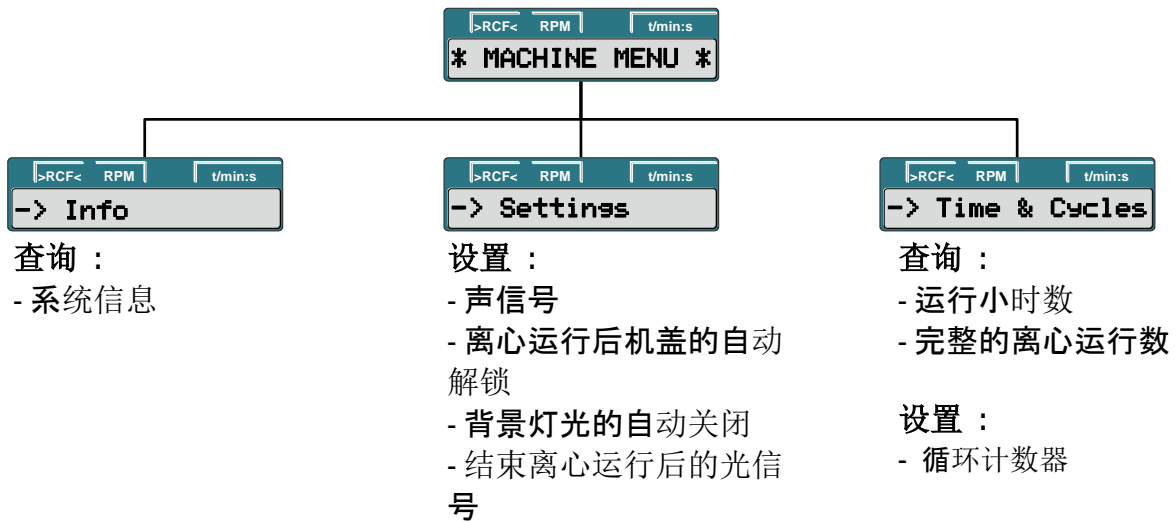 >RCF< RPM t/min:s
* MACHINE MENU *
>RCF< RPM t/min:s
-> Info
查询：
- 系统信息
>RCF< RPM t/min:s
-> Settings
设置：
- 声信号
- 离心运行后机盖的自动
解锁
- 背景灯光的自动关闭
- 结束离心运行后的光信
号
>RCF< RPM t/min:s
-> Time & Cycles
查询：
- 运行小时数
- 完整的离心运行数
设置：
- 循环计数器